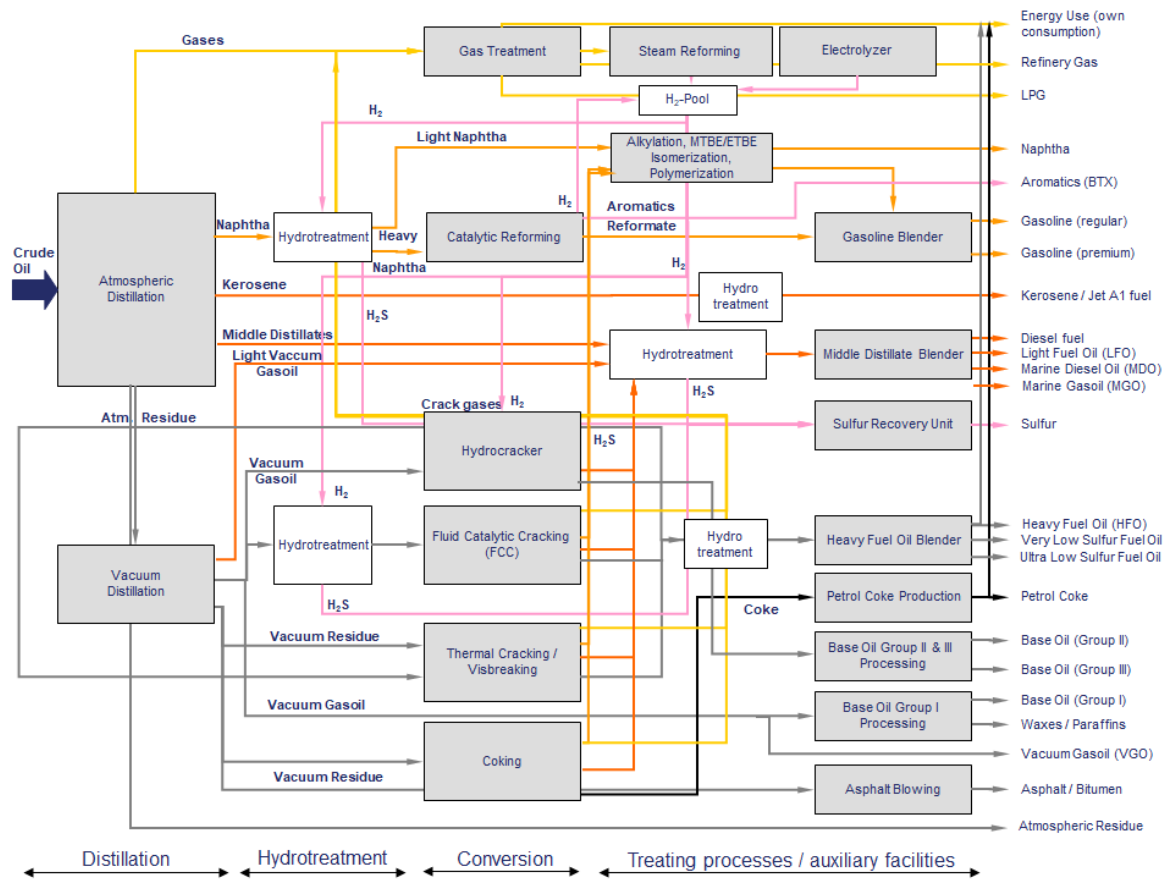 Energy Use (own
consumption)
Gases
Gas Treatment
Steam Reforming
Electrolyzer
Refinery Gas
H₂-Pool
LPG
H₂
Light Naphtha
Alkylation, MTBE/ETBE
Isomerization,
Polymerization
Naphtha
Aromatics (BTX)
H₂
Aromatics
Naphtha
Hydrotreatment
Heavy
Naphtha
Catalytic Reforming
Reformate
Gasoline Blender
Gasoline (regular)
Gasoline (premium)
Crude
Oil
Atmospheric
Distillation
H₂
Kerosene
Hydro
treatment
Kerosene / Jet A1 fuel
H₂S
Middle Distillates
Light Vaccum
Gasoil
Hydrotreatment
Middle Distillate Blender
Diesel fuel
Light Fuel Oil (LFO)
Marine Diesel Oil (MDO)
Marine Gasoil (MGO)
H₂S
Crack gases
H₂
Atm. Residue
Hydrocracker
H₂S
Sulfur Recovery Unit
Sulfur
Vacuum
Gasoil
H₂
Hydrotreatment
Fluid Catalytic Cracking
(FCC)
Hydro
treatment
Heavy Fuel Oil Blender
Heavy Fuel Oil (HFO)
Very Low Sulfur Fuel Oil
Ultra Low Sulfur Fuel Oil
Vacuum
Distillation
H₂S
Coke
Petrol Coke Production
Petrol Coke
Vacuum Residue
Thermal Cracking /
Visbreaking
Base Oil Group II & III
Processing
Base Oil (Group II)
Base Oil (Group III)
Vacuum Gasoil
Base Oil Group I
Processing
Base Oil (Group I)
Waxes / Paraffins
Vacuum Gasoil (VGO)
Coking
Vacuum Residue
Asphalt Blowing
Asphalt / Bitumen
Atmospheric Residue
Distillation
Hydrotreatment
Conversion
Treating processes / auxiliary facilities